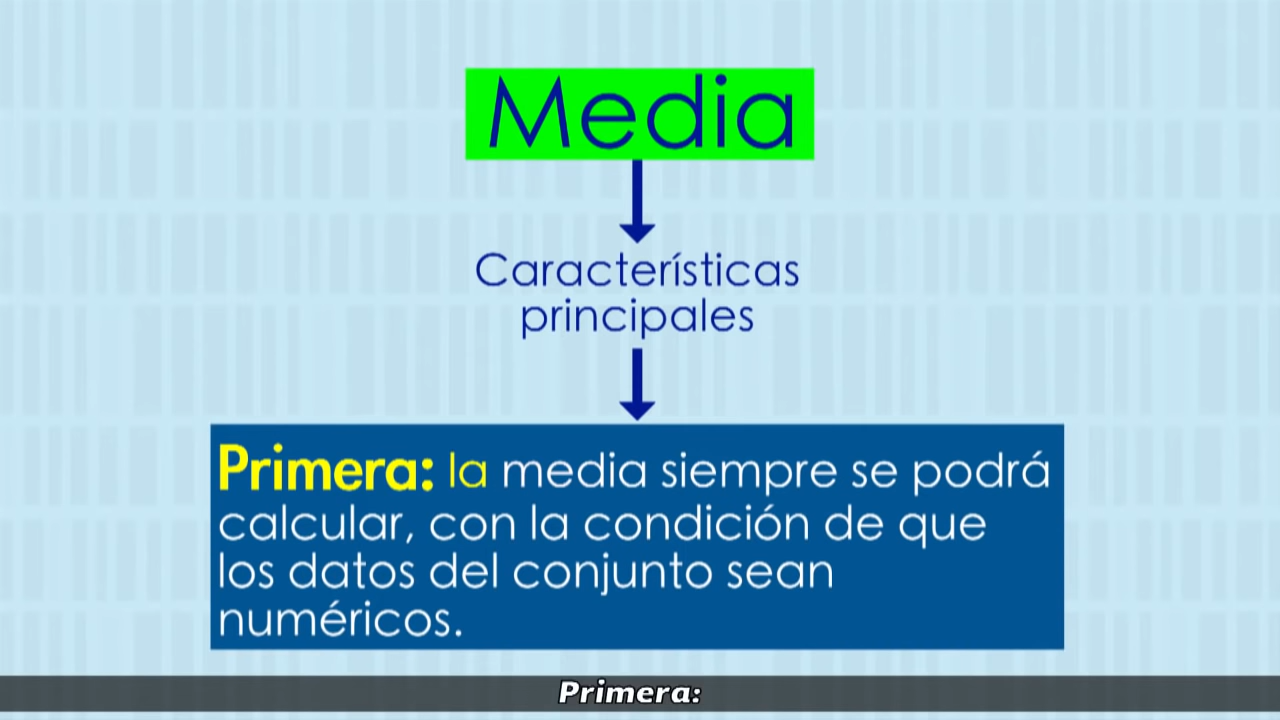 Media
Características
principales
Primera: la media siempre se podrá
calcular, con la condición de que
los datos del conjunto sean
numéricos.
Primera: